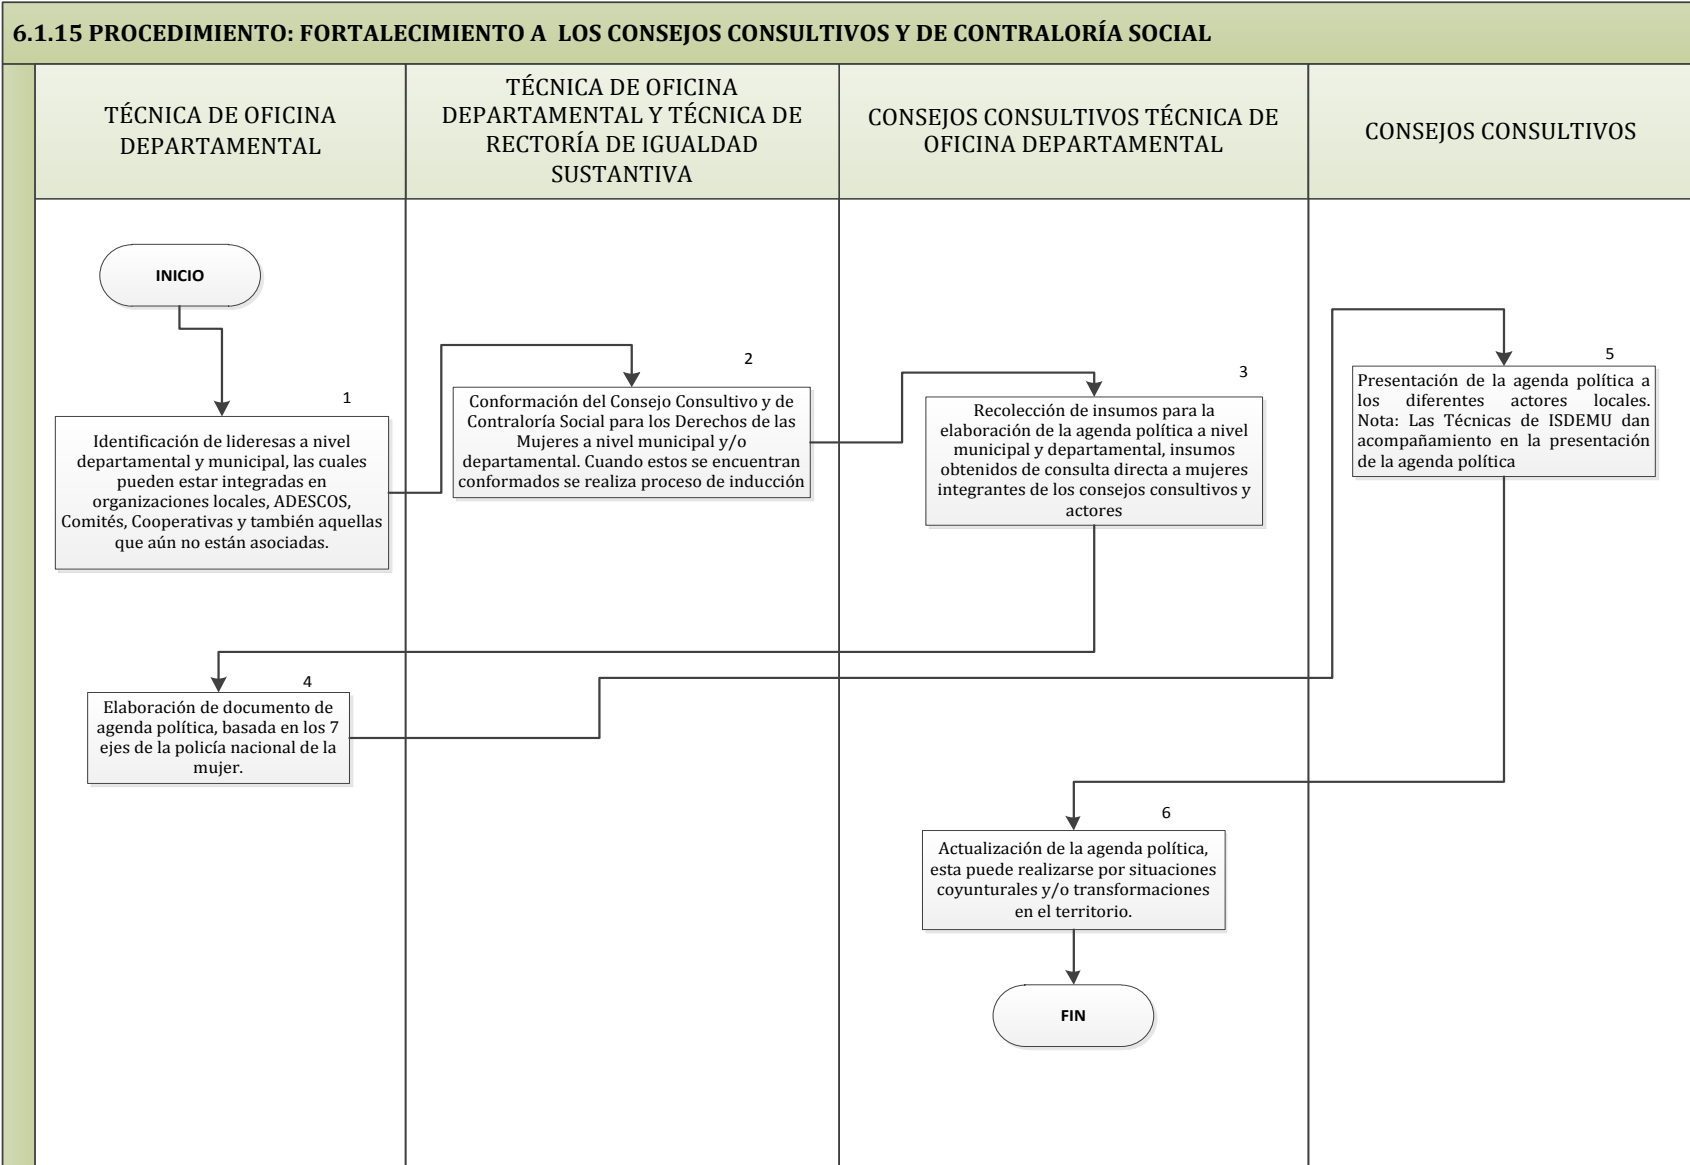 6.1.15 PROCEDIMIENTO: FORTALECIMIENTO A LOS CONSEJOS CONSULTIVOS Y DE CONTRALORÍA SOCIAL
TÉCNICA DE OFICINA
DEPARTAMENTAL
TÉCNICA DE OFICINA
DEPARTAMENTAL Y TÉCNICA DE
RECTORÍA DE IGUALDAD
SUSTANTIVA
CONSEJOS CONSULTIVOS TÉCNICA DE
OFICINA DEPARTAMENTAL
CONSEJOS CONSULTIVOS
INICIO
1
Identificación de lideresas a nivel
departamental y municipal, las cuales
pueden estar integradas en
organizaciones locales, ADESCOS,
Comités, Cooperativas y también aquellas
que aún no están asociadas.
2
Conformación del Consejo Consultivo y de
Contraloría Social para los Derechos de las
Mujeres a nivel municipal y/o
departamental. Cuando estos se encuentran
conformados se realiza proceso de inducción
3
Recolección de insumos para la
elaboración de la agenda política a nivel
municipal y departamental, insumos
obtenidos de consulta directa a mujeres
integrantes de los consejos consultivos y
actores
4
Elaboración de documento de
agenda política, basada en los 7
ejes de la policía nacional de la
mujer.
5
Presentación de la agenda política a
los diferentes actores locales.
Nota: Las Técnicas de ISDEMU dan
acompañamiento en la presentación
de la agenda política
6
Actualización de la agenda política,
esta puede realizarse por situaciones
coyunturales y/o transformaciones
en el territorio.
FIN